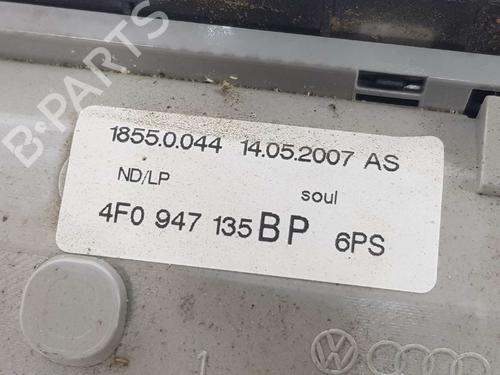 1855.0.044 14.05.2007 AS
ND/LP soul
4F0 947 135 BP 6PS
B-PARTS